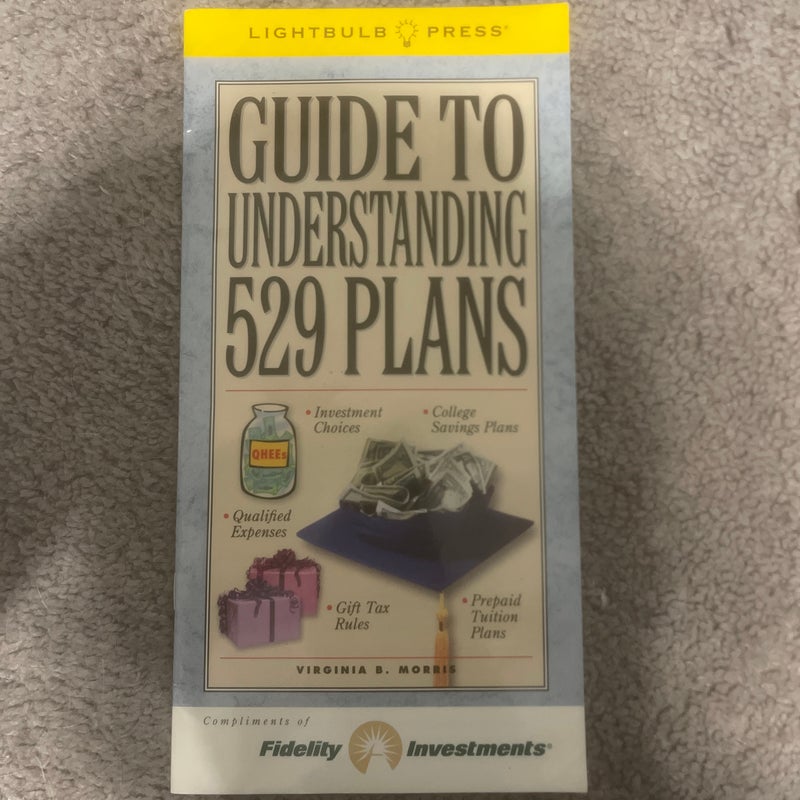 LIGHTBULB PRESS®
GUIDE TO
UNDERSTANDING
529 PLANS
• Investment
Choices
• College
Savings Plans
QHEEs
• Qualified
Expenses
• Gift Tax
Rules
• Prepaid
Tuition
Plans
VIRGINIA B. MORRIS
Compliments of
Fidelity Investments®